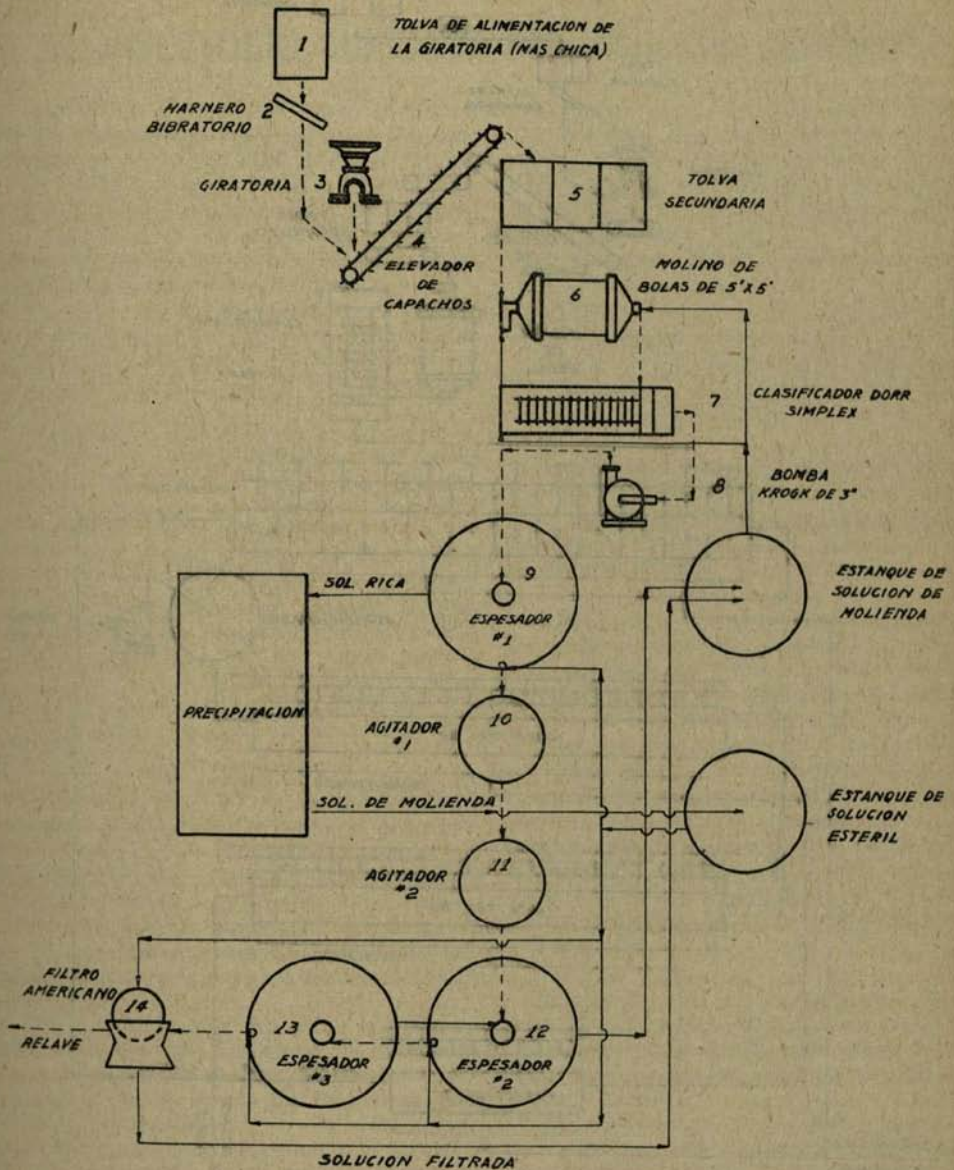 1
TOLVA DE ALIMENTACION DE
LA GIRATORIA (MAS CHICA)
HARNERO
BIBRATORIO
2
GIRATORIA
3
4
ELEVADOR
DE
CAPACHOS
5
TOLVA
SECUNDARIA
6
MOLINO DE
BOLAS DE 5'X5'
7
CLASIFICADOR DORR
SIMPLEX
8
BOMBA
KROGK DE 3"
9
ESPESADOR
#1
SOL. RICA
ESTANQUE DE
SOLUCION DE
MOLIENDA
PRECIPITACION
10
AGITADOR
#1
SOL. DE MOLIENDA
ESTANQUE DE
SOLUCION
ESTERIL
11
AGITADOR
#2
FILTRO
AMERICANO
14
RELAVE
13
ESPESADOR
#3
12
ESPESADOR
#2
SOLUCION FILTRADA